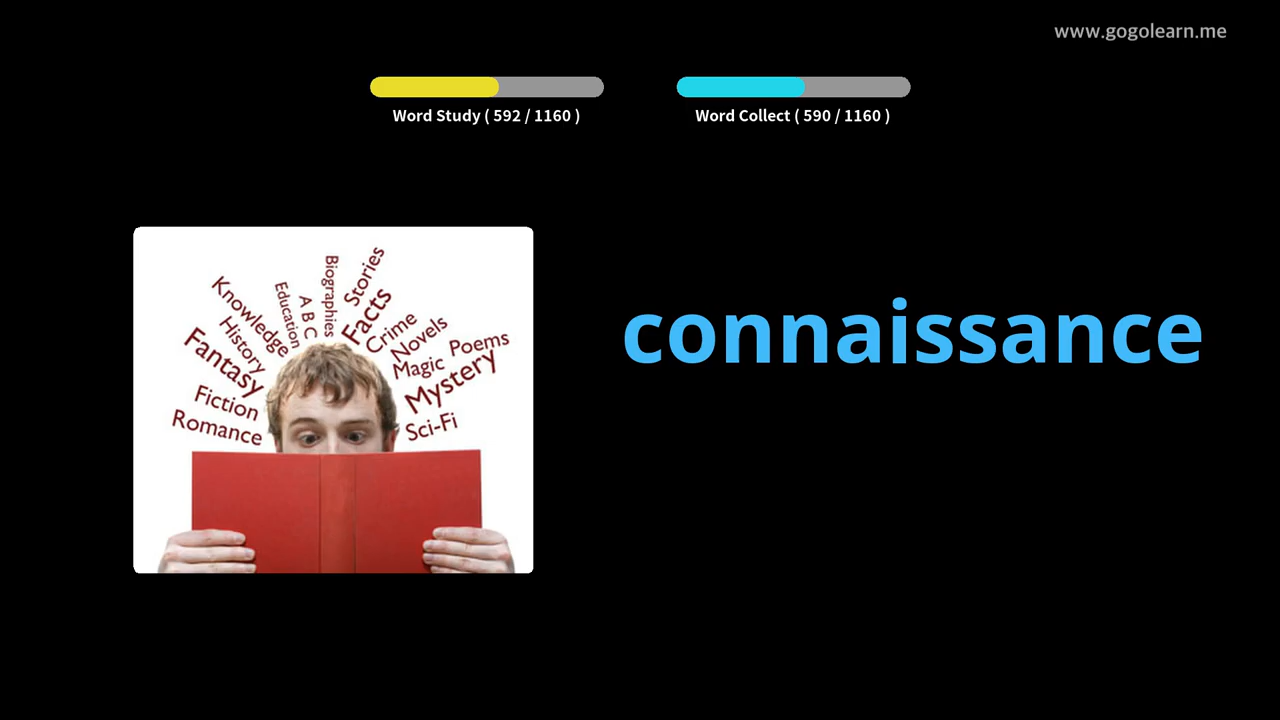 www.gogolearn.me
Word Study ( 592 / 1160 )
Word Collect ( 590 / 1160 )
Knowledge
Education
A B C
Biographies
Stories
Facts
Crime
Novels
Poems
Magic
Mystery
Sci-Fi
History
Fantasy
Fiction
Romance
connaissance